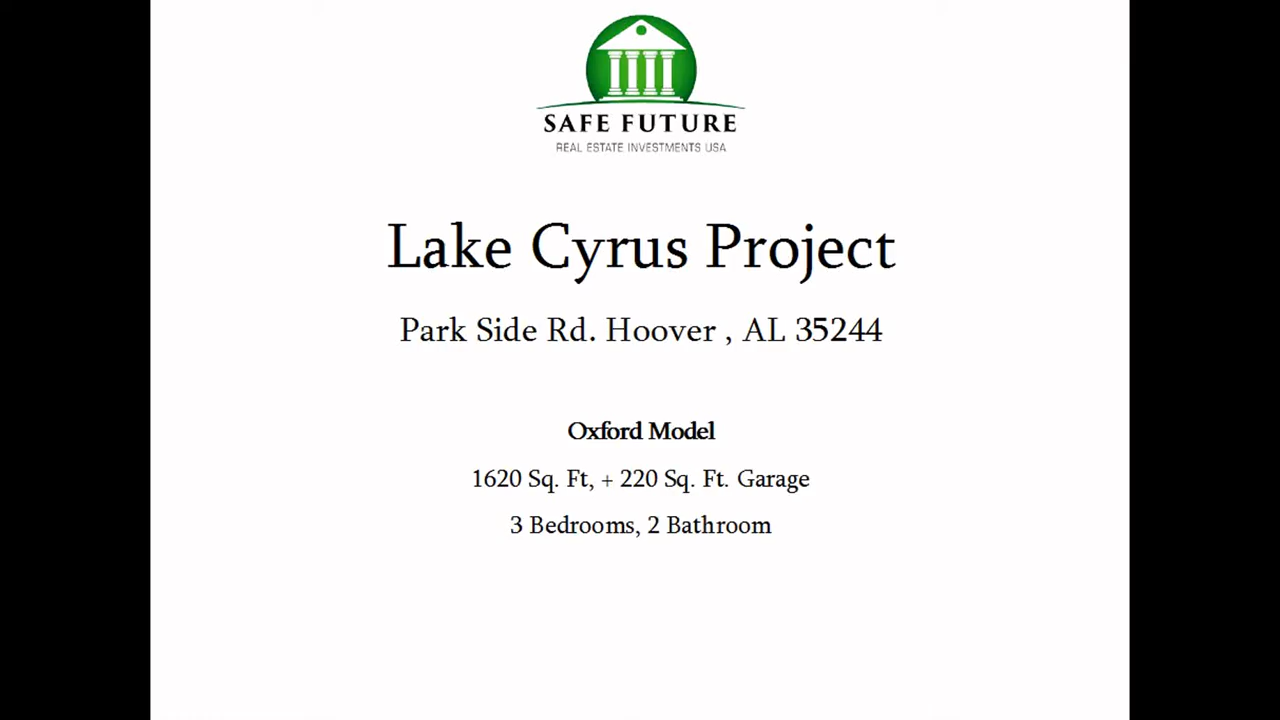 SAFE FUTURE
REAL ESTATE INVESTMENTS USA
Lake Cyrus Project
Park Side Rd. Hoover , AL 35244
Oxford Model
1620 Sq. Ft, + 220 Sq. Ft. Garage
3 Bedrooms, 2 Bathroom